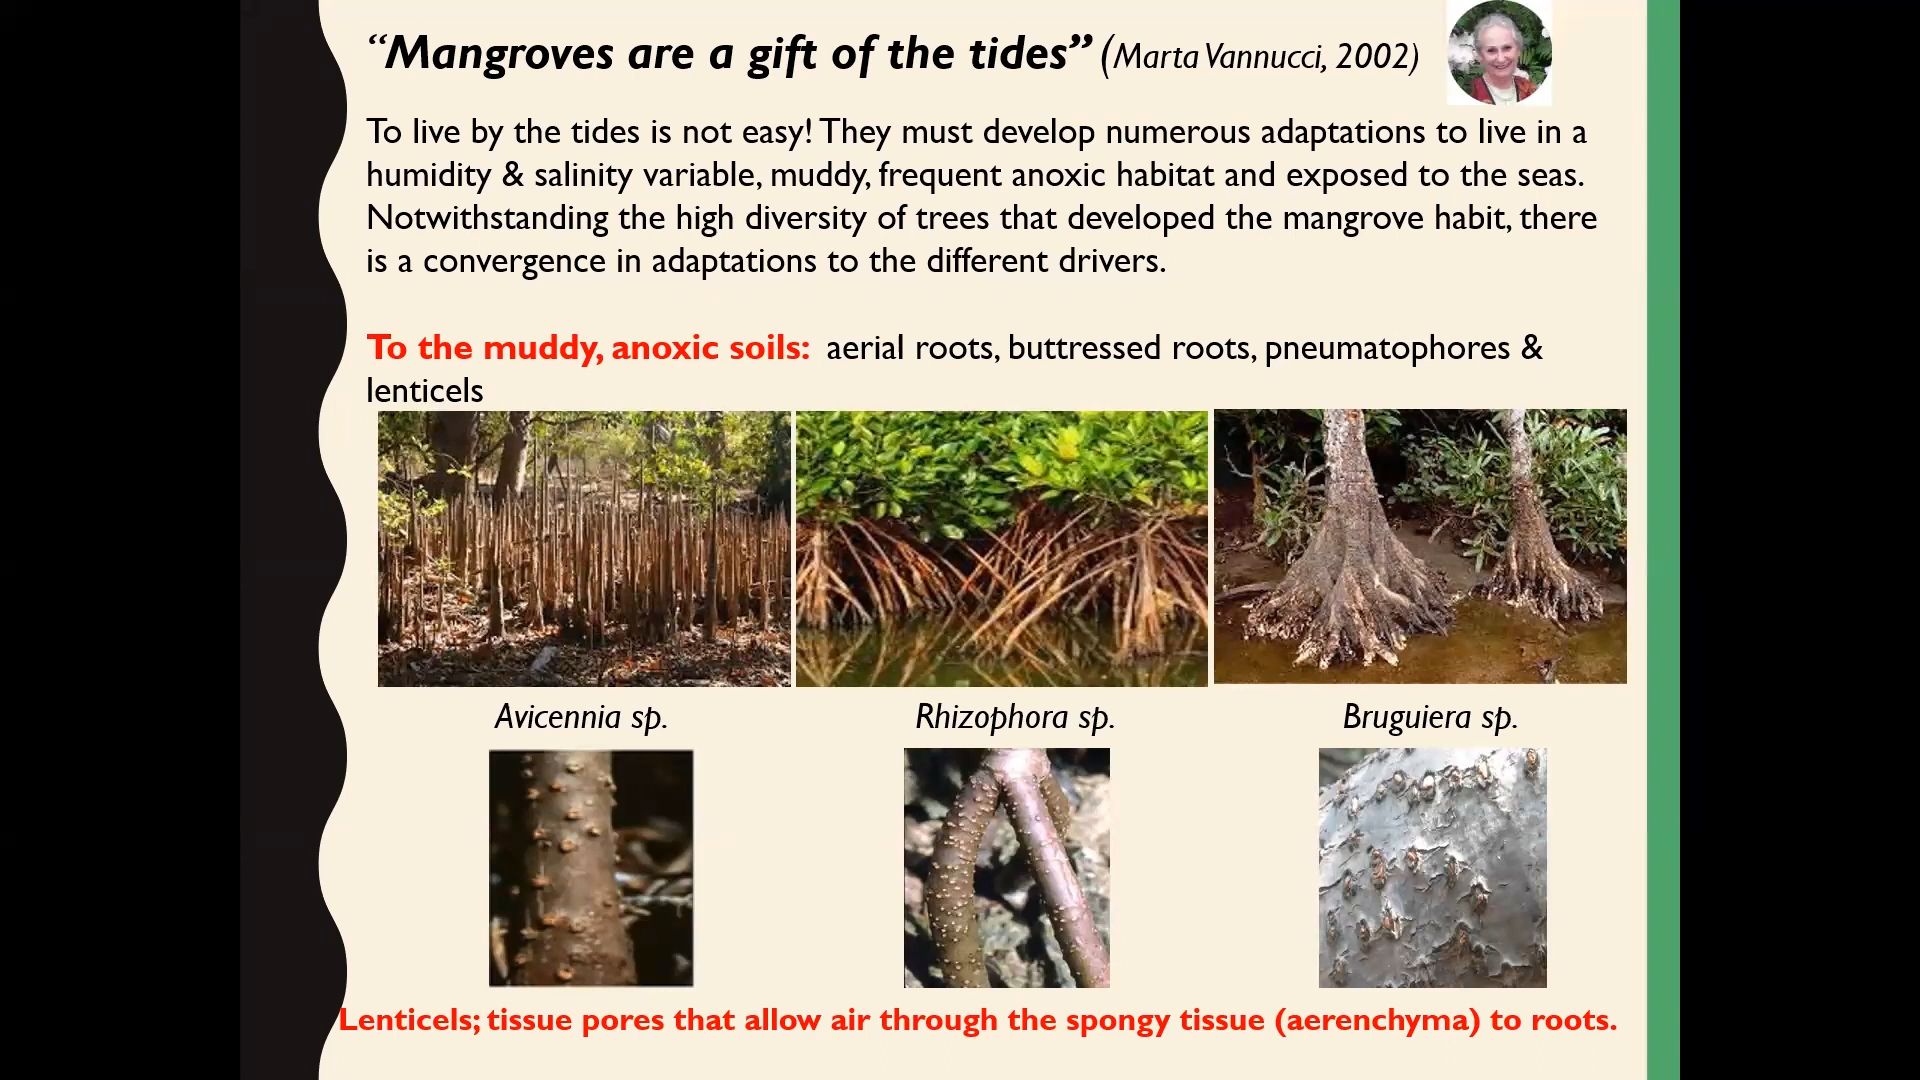 “Mangroves are a gift of the tides” (Marta Vannucci, 2002)
To live by the tides is not easy! They must develop numerous adaptations to live in a
humidity & salinity variable, muddy, frequent anoxic habitat and exposed to the seas.
Notwithstanding the high diversity of trees that developed the mangrove habit, there
is a convergence in adaptations to the different drivers.
To the muddy, anoxic soils: aerial roots, buttressed roots, pneumatophores &
lenticels
Avicennia sp.
Rhizophora sp.
Bruguiera sp.
Lenticels; tissue pores that allow air through the spongy tissue (aerenchyma) to roots.